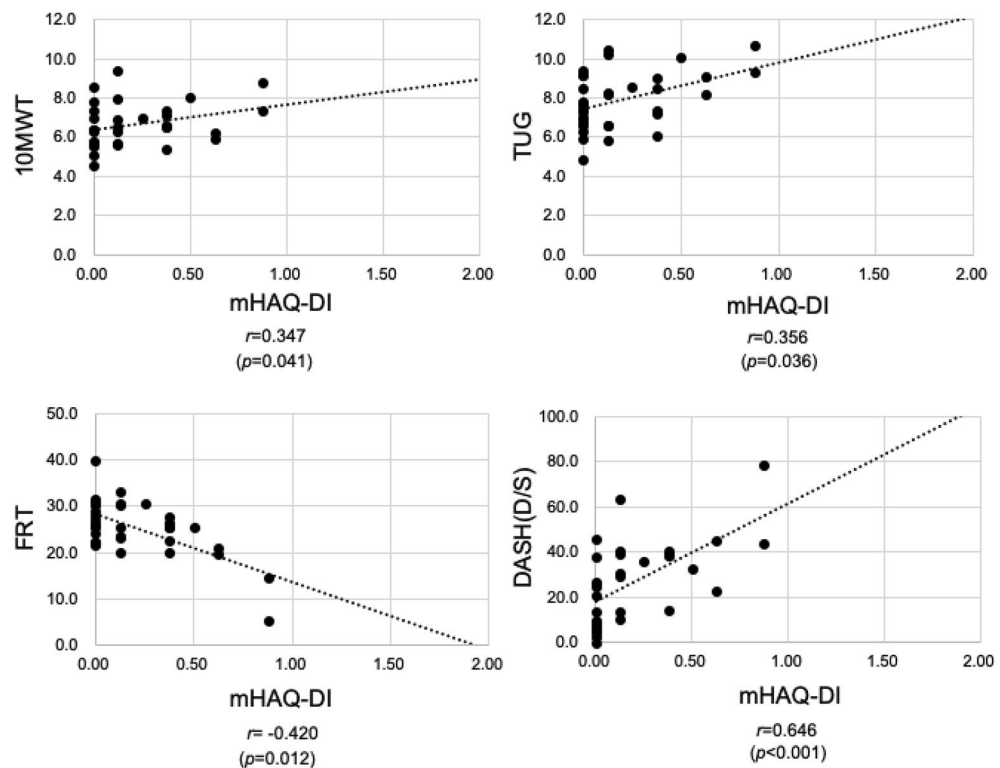 12.0
10.0
8.0
6.0
4.0
2.0
0.0
10MWT
0.00 0.50 1.00 1.50 2.00
mHAQ-DI
r=0.347
(p=0.041)
12.0
10.0
8.0
6.0
4.0
2.0
0.0
TUG
0.00 0.50 1.00 1.50 2.00
mHAQ-DI
r=0.356
(p=0.036)
50.0
40.0
30.0
20.0
10.0
0.0
FRT
0.00 0.50 1.00 1.50 2.00
mHAQ-DI
r= -0.420
(p=0.012)
100.0
80.0
60.0
40.0
20.0
0.0
DASH(D/S)
0.00 0.50 1.00 1.50 2.00
mHAQ-DI
r=0.646
(p<0.001)